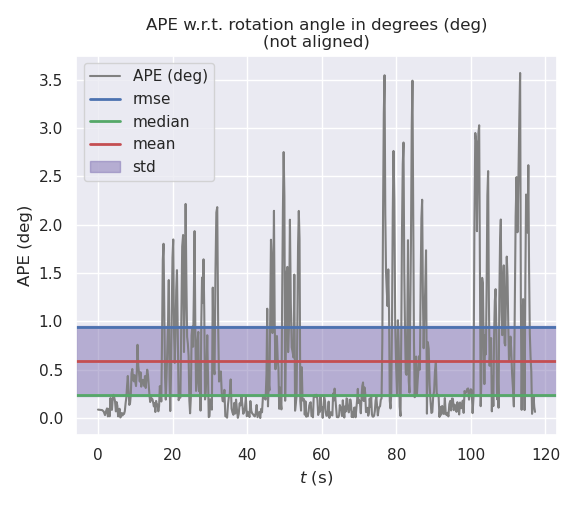 APE w.r.t. rotation angle in degrees (deg)
(not aligned)
APE (deg)
rmse
median
mean
std
APE (deg)
3.5
3.0
2.5
2.0
1.5
1.0
0.5
0.0
0 20 40 60 80 100 120
t (s)